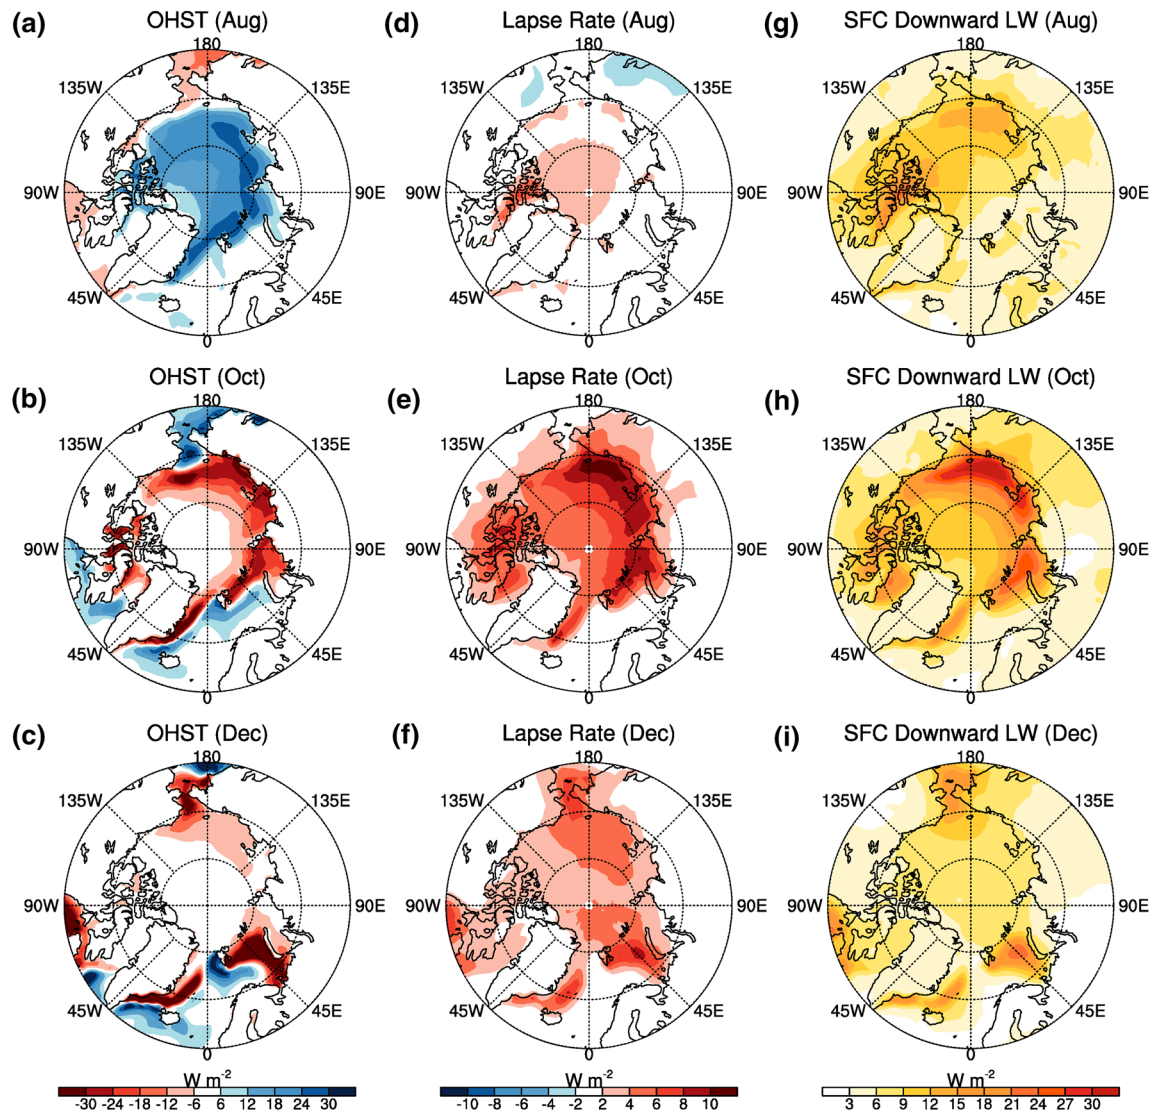 (a) OHST (Aug)
180
135W 135E
90W 90E
45W 45E
0
(d) Lapse Rate (Aug)
180
135W 135E
90W 90E
45W 45E
0
(g) SFC Downward LW (Aug)
180
135W 135E
90W 90E
45W 45E
0
(b) OHST (Oct)
180
135W 135E
90W 90E
45W 45E
0
(e) Lapse Rate (Oct)
180
135W 135E
90W 90E
45W 45E
0
(h) SFC Downward LW (Oct)
180
135W 135E
90W 90E
45W 45E
0
(c) OHST (Dec)
180
135W 135E
90W 90E
45W 45E
0
(f) Lapse Rate (Dec)
180
135W 135E
90W 90E
45W 45E
0
(i) SFC Downward LW (Dec)
180
135W 135E
90W 90E
45W 45E
0
W m-2
-30 -24 -18 -12 -6 6 12 18 24 30
W m-2
-10 -8 -6 -4 -2 2 4 6 8 10
W m-2
3 6 9 12 15 18 21 24 27 30